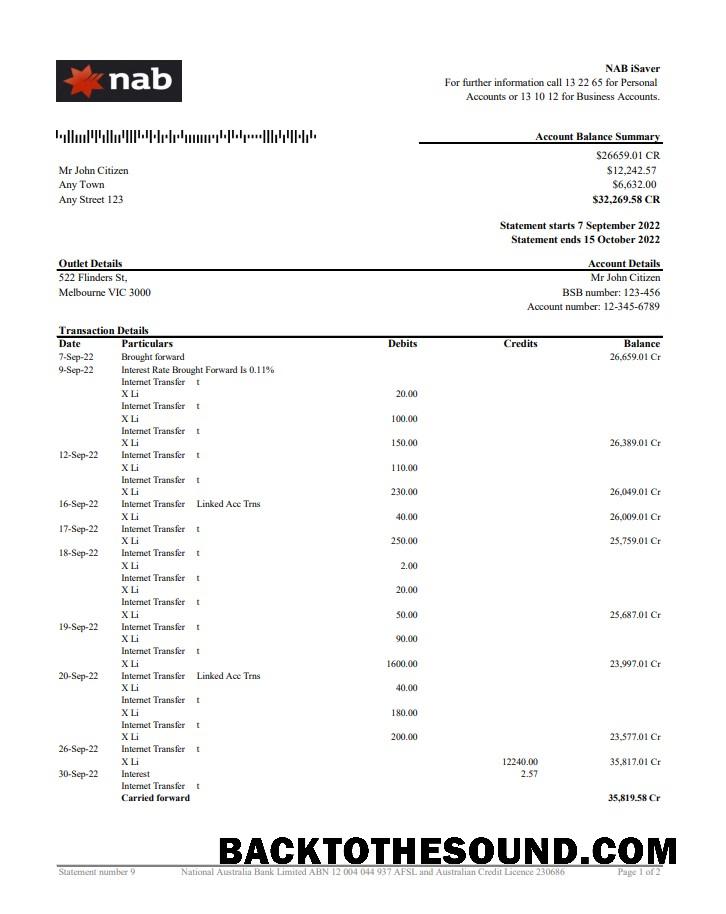 nab
NAB iSaver
For further information call 13 22 65 for Personal
Accounts or 13 10 12 for Business Accounts.
Account Balance Summary
$26659.01 CR
Mr John Citizen $12,242.57
Any Town $6,632.00
Any Street 123 $32,269.58 CR
Statement starts 7 September 2022
Statement ends 15 October 2022
Outlet Details Account Details
522 Flinders St, Mr John Citizen
Melbourne VIC 3000 BSB number: 123-456
Account number: 12-345-6789
Transaction Details
Date Particulars Debits Credits Balance
7-Sep-22 Brought forward 26,659.01 Cr
9-Sep-22 Interest Rate Brought Forward Is 0.11%
Internet Transfer t
X Li 20.00
Internet Transfer t
X Li 100.00
Internet Transfer t
X Li 150.00 26,389.01 Cr
12-Sep-22 Internet Transfer t
X Li 110.00
Internet Transfer t
X Li 230.00 26,049.01 Cr
16-Sep-22 Internet Transfer Linked Acc Trns
X Li 40.00 26,009.01 Cr
17-Sep-22 Internet Transfer t
X Li 250.00 25,759.01 Cr
18-Sep-22 Internet Transfer t
X Li 2.00
Internet Transfer t
X Li 20.00
Internet Transfer t
X Li 50.00 25,687.01 Cr
19-Sep-22 Internet Transfer t
X Li 90.00
Internet Transfer t
X Li 1600.00 23,997.01 Cr
20-Sep-22 Internet Transfer Linked Acc Trns
X Li 40.00
Internet Transfer t
X Li 180.00
Internet Transfer t
X Li 200.00 23,577.01 Cr
26-Sep-22 Internet Transfer t
X Li 12240.00 35,817.01 Cr
30-Sep-22 Interest 2.57
Internet Transfer t
Carried forward 35,819.58 Cr
BACKTOTHESOUND.COM
Statement number 9 National Australia Bank Limited ABN 12 004 044 937 AFSL and Australian Credit Licence 230686 Page 1 of 2